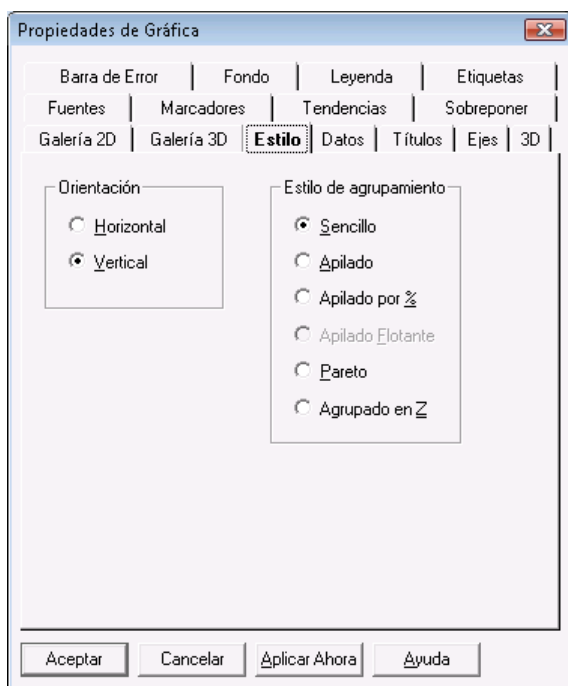 Propiedades de Gráfica
Barra de Error Fondo Leyenda Etiquetas
Fuentes Marcadores Tendencias Sobreponer
Galería 2D Galería 3D Estilo Datos Títulos Ejes 3D
Orientación
Horizontal
Vertical
Estilo de agrupamiento
Sencillo
Apilado
Apilado por %
Apilado Flotante
Pareto
Agrupado en Z
Aceptar Cancelar Aplicar Ahora Ayuda